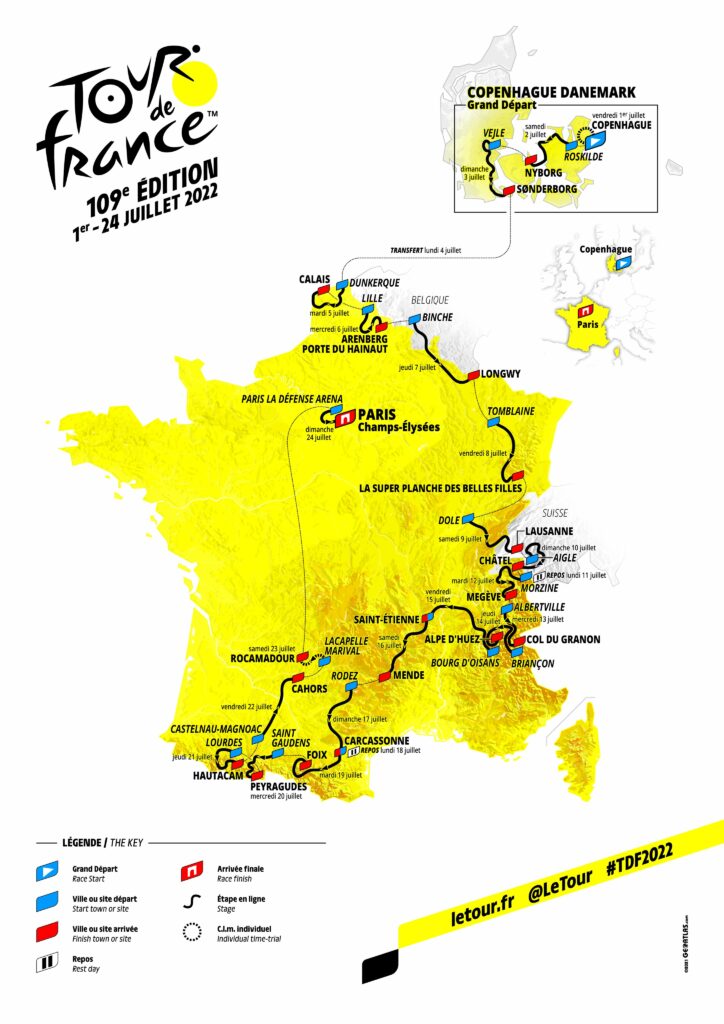 TOUR
de
france™
109e ÉDITION
1er - 24 JUILLET 2022
COPENHAGUE DANEMARK
Grand Départ
vendredi 1er juillet
COPENHAGUE
samedi
2 juillet
VEJLE
ROSKILDE
NYBORG
dimanche
3 juillet
SØNDERBORG
TRANSFERT lundi 4 juillet
Copenhague
Paris
CALAIS
DUNKERQUE
mardi 5 juillet
LILLE
BELGIQUE
BINCHE
mercredi 6 juillet
ARENBERG
PORTE DU HAINAUT
jeudi 7 juillet
LONGWY
PARIS LA DÉFENSE ARENA
PARIS
Champs-Élysées
dimanche
24 juillet
TOMBLAINE
vendredi 8 juillet
LA SUPER PLANCHE DES BELLES FILLES
DOLE
SUISSE
samedi 9 juillet
LAUSANNE
dimanche 10 juillet
AIGLE
CHÂTEL
REPOS lundi 11 juillet
mardi 12 juillet
MORZINE
MEGÈVE
ALBERTVILLE
mercredi 13 juillet
vendredi
15 juillet
jeudi
14 juillet
SAINT-ÉTIENNE
ALPE D'HUEZ
COL DU GRANON
BOURG D'OISANS
BRIANÇON
samedi
16 juillet
samedi 23 juillet
ROCAMADOUR
LACAPELLE
MARIVAL
RODEZ
MENDE
CAHORS
vendredi 22 juillet
dimanche 17 juillet
CASTELNAU-MAGNOAC
LOURDES
SAINT
GAUDENS
CARCASSONNE
REPOS lundi 18 juillet
jeudi 21 juillet
FOIX
HAUTACAM
mardi 19 juillet
PEYRAGUDES
mercredi 20 juillet
LÉGENDE / THE KEY
Grand Départ
Race Start
Ville ou site départ
Start town or site
Ville ou site arrivée
Finish town or site
Repos
Rest day
Arrivée finale
Race finish
Étape en ligne
Stage
C.l.m. individuel
Individual time-trial
letour.fr @LeTour #TDF2022
©2021 GEOATLAS.com